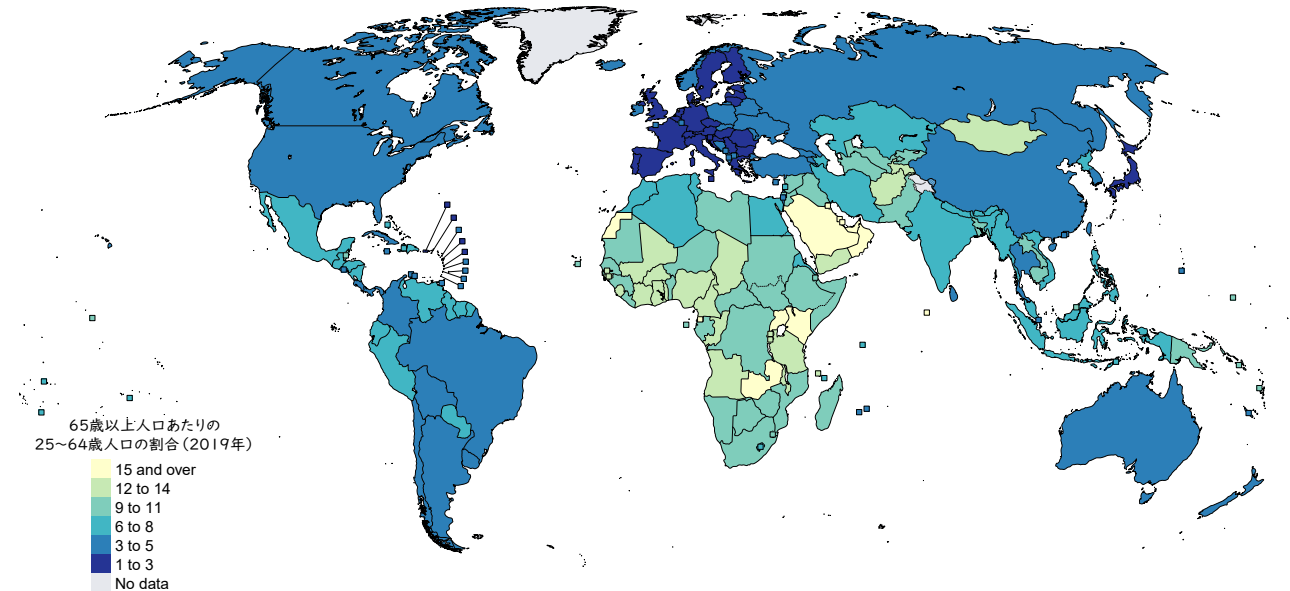 65歳以上人口あたりの
25~64歳人口の割合(2019年)
15 and over
12 to 14
9 to 11
6 to 8
3 to 5
1 to 3
No data